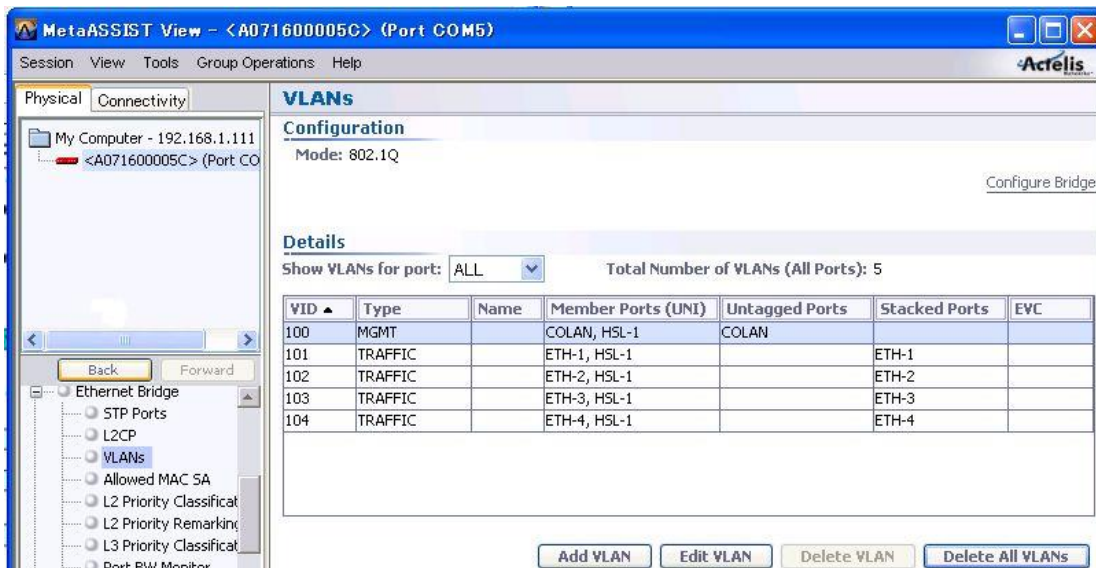 MetaASSIST View - <A071600005C> (Port COM5)
Session View Tools Group Operations Help
Actelis
Physical Connectivity
My Computer - 192.168.1.111
<A071600005C> (Port CO
Back Forward
Ethernet Bridge
STP Ports
L2CP
VLANs
Allowed MAC SA
L2 Priority Classificat
L2 Priority Remarking
L3 Priority Classificat
Port BW Monitor
VLANs
Configuration
Mode: 802.1Q
Configure Bridge
Details
Show VLANs for port: ALL Total Number of VLANs (All Ports): 5
VID Type Name Member Ports (UNI) Untagged Ports Stacked Ports EVC
100 MGMT COLAN, HSL-1 COLAN
101 TRAFFIC ETH-1, HSL-1 ETH-1
102 TRAFFIC ETH-2, HSL-1 ETH-2
103 TRAFFIC ETH-3, HSL-1 ETH-3
104 TRAFFIC ETH-4, HSL-1 ETH-4
Add VLAN Edit VLAN Delete VLAN Delete All VLANs